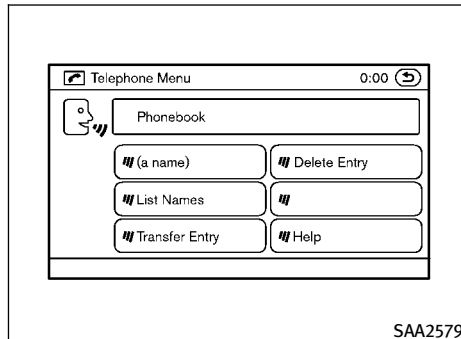 Telephone Menu 0:00
Phonebook
(a name) Delete Entry
List Names
Transfer Entry Help
SAA2579